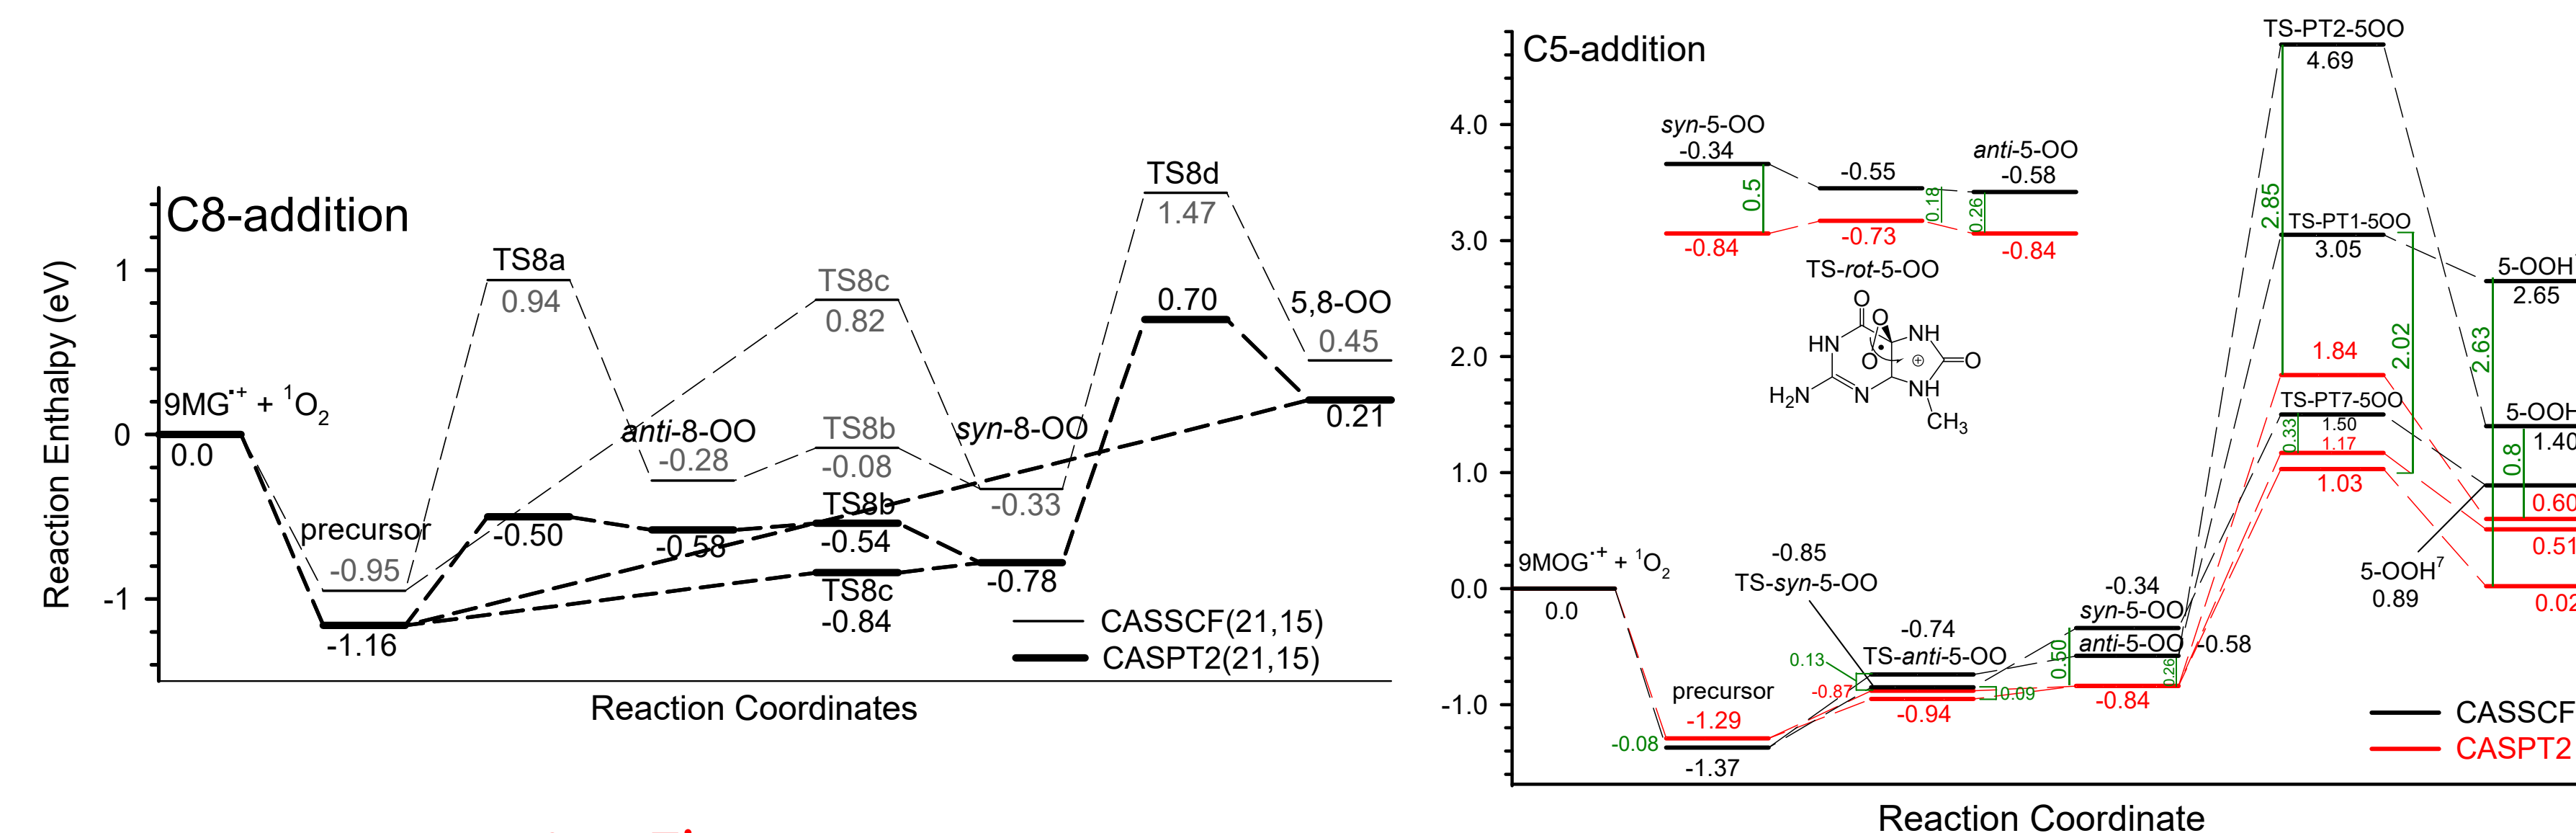 C8-addition
Reaction Enthalpy (eV)
1
0
-1
9MG•+ + 1O2
0.0
precursor
-0.95
-1.16
TS8a
0.94
-0.50
anti-8-OO
-0.28
-0.58
TS8c
0.82
TS8b
-0.08
TS8b
-0.54
TS8c
-0.84
syn-8-OO
-0.33
-0.78
TS8d
1.47
0.70
5,8-OO
0.45
0.21
CASSCF(21,15)
CASPT2(21,15)
Reaction Coordinates
C5-addition
4.0
3.0
2.0
1.0
0.0
-1.0
syn-5-OO
-0.34
0.5
-0.84
-0.55
0.18
-0.73
TS-rot-5-OO
anti-5-OO
-0.58
0.26
-0.84
O
O
O
HN
NH
O
H2N
N
NH
CH3
9MOG•+ + 1O2
0.0
precursor
-1.29
-0.08
-1.37
-0.85
TS-syn-5-OO
-0.74
TS-anti-5-OO
0.13
-0.87
0.09
-0.94
-0.34
syn-5-OO
anti-5-OO
-0.58
0.50
0.26
-0.84
TS-PT2-5OO
4.69
2.85
TS-PT1-5OO
3.05
2.02
1.84
TS-PT7-5OO
1.50
0.33
1.17
1.03
5-OOH
2.65
2.63
5-OOH
1.40
0.8
0.60
0.51
5-OOH7
0.89
0.02
CASSCF
CASPT2
Reaction Coordinate